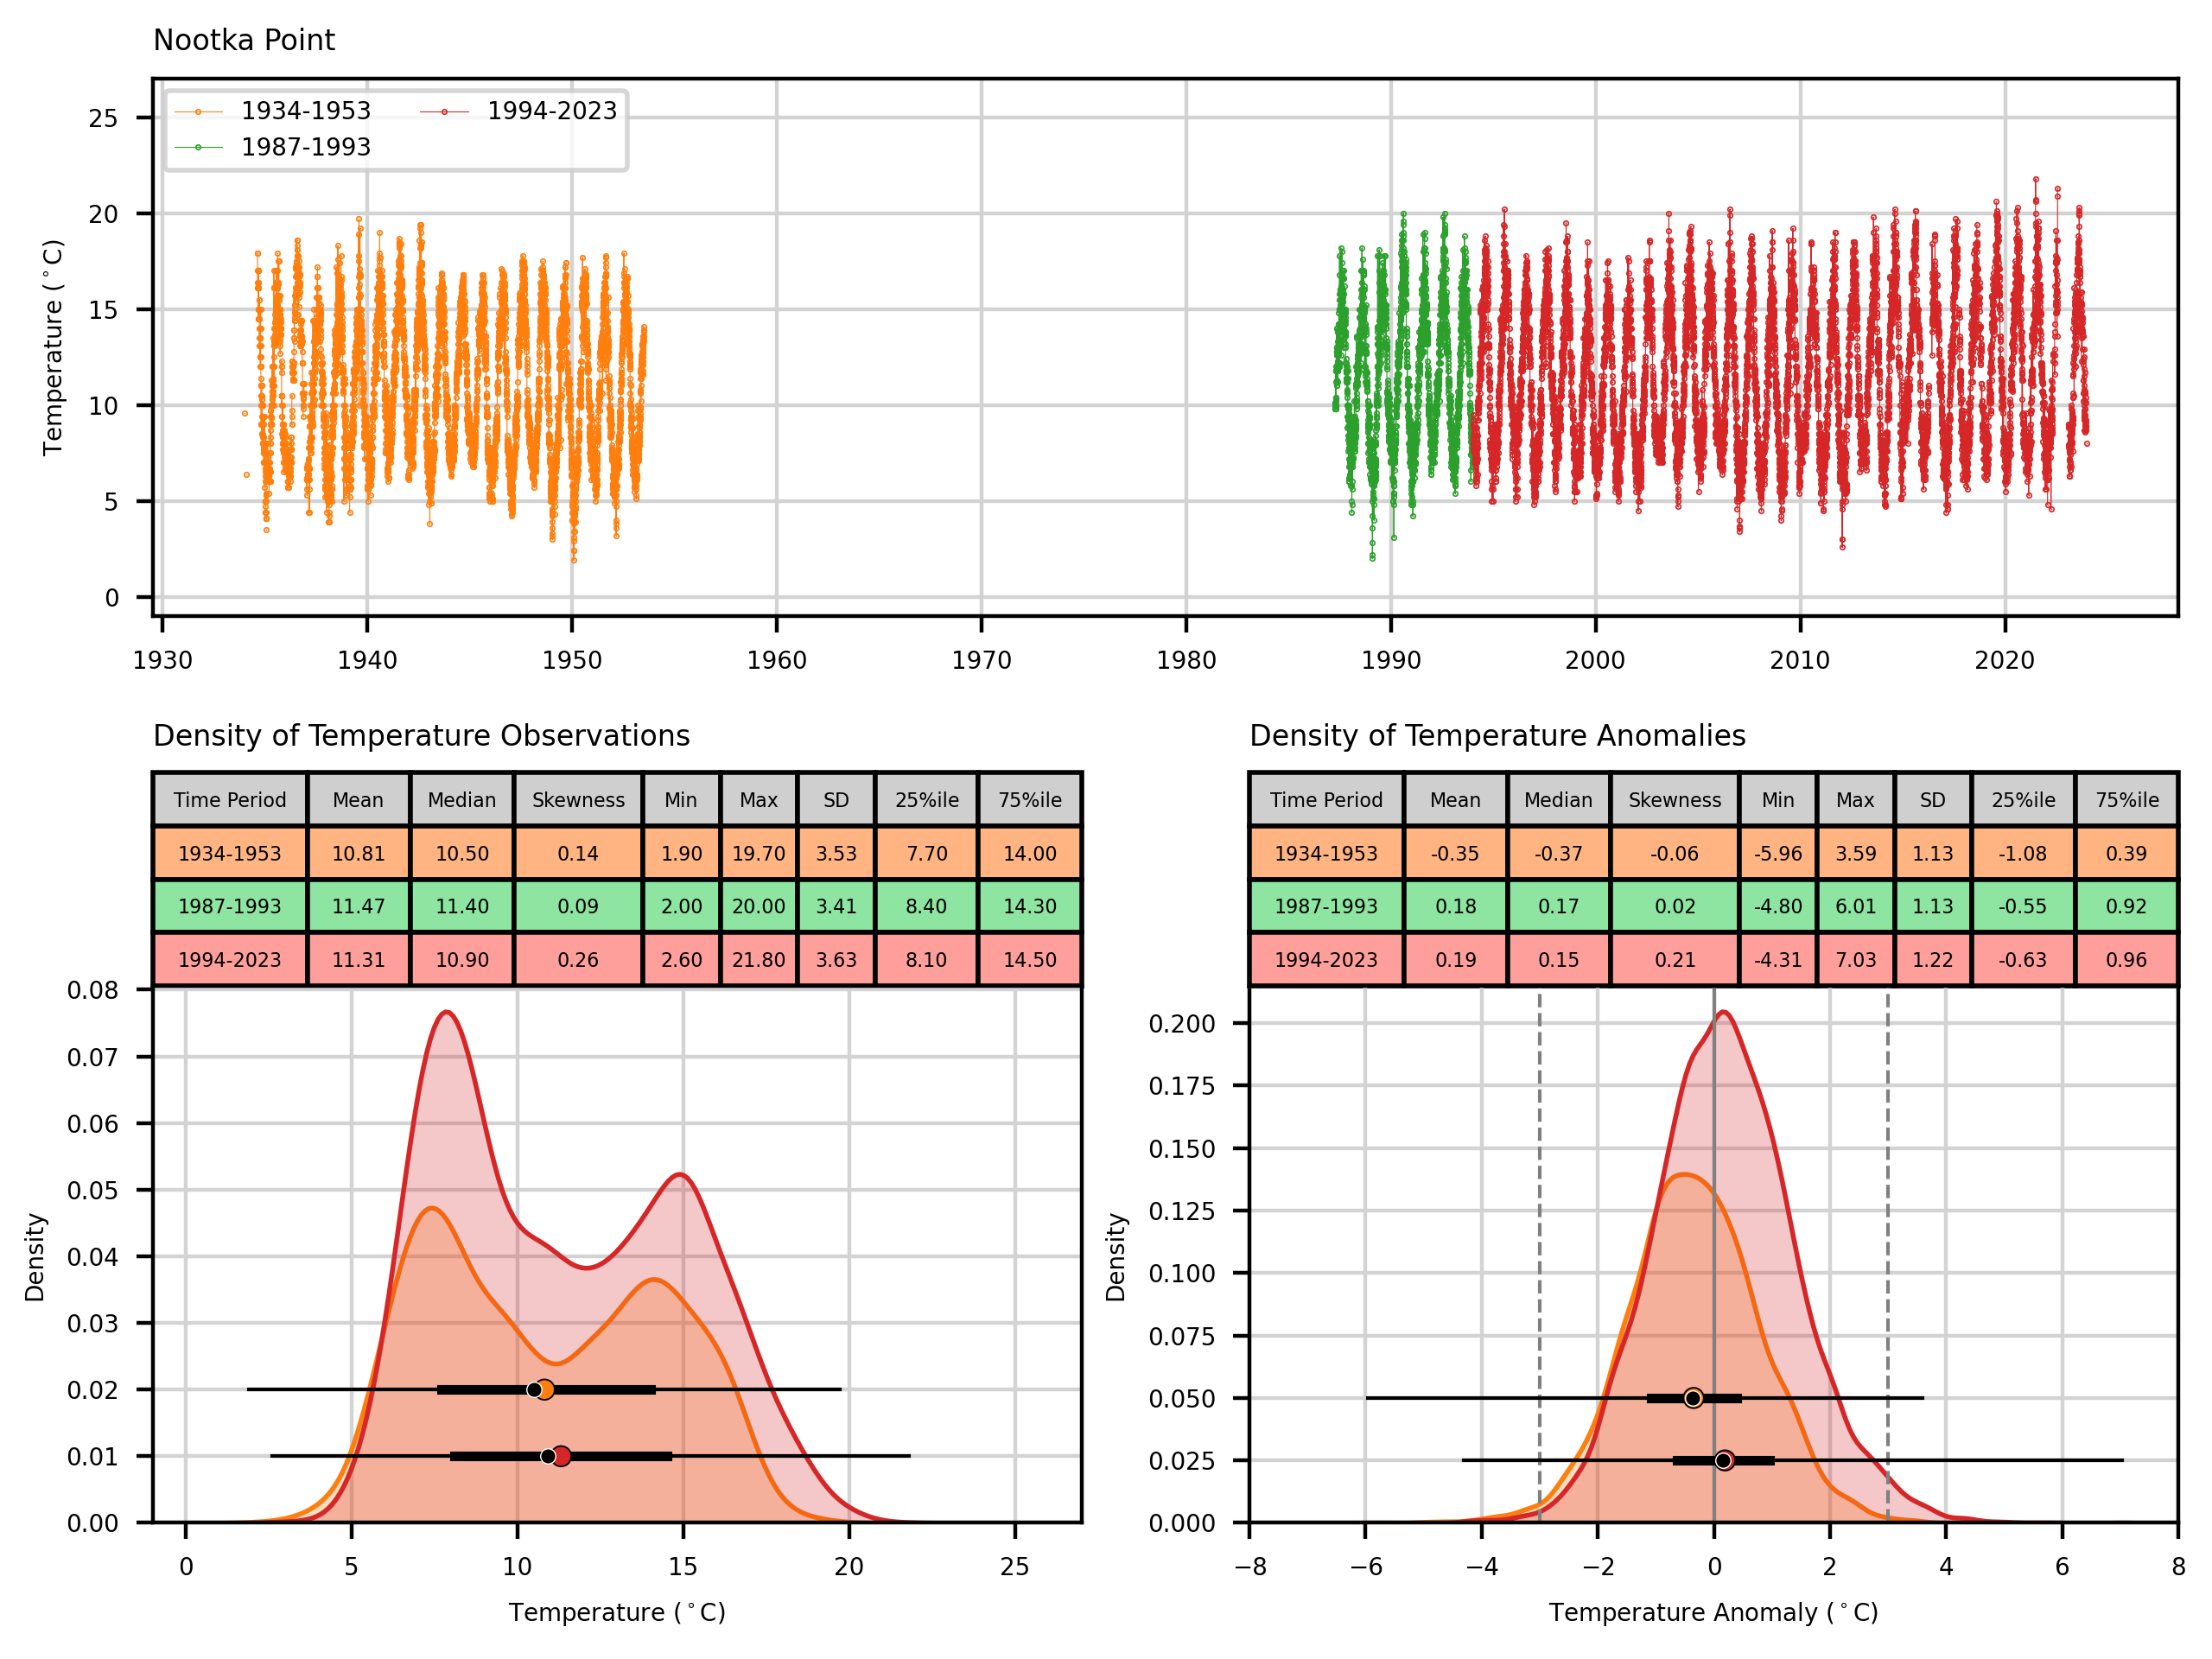 Nootka Point
1934-1953 1994-2023
1987-1993
Temperature (°C)
25
20
15
10
5
0
1930 1940 1950 1960 1970 1980 1990 2000 2010 2020
Density of Temperature Observations
Time Period Mean Median Skewness Min Max SD 25%ile 75%ile
1934-1953 10.81 10.50 0.14 1.90 19.70 3.53 7.70 14.00
1987-1993 11.47 11.40 0.09 2.00 20.00 3.41 8.40 14.30
1994-2023 11.31 10.90 0.26 2.60 21.80 3.63 8.10 14.50
Density
0.08
0.07
0.06
0.05
0.04
0.03
0.02
0.01
0.00
0 5 10 15 20 25
Temperature (°C)
Density of Temperature Anomalies
Time Period Mean Median Skewness Min Max SD 25%ile 75%ile
1934-1953 -0.35 -0.37 -0.06 -5.96 3.59 1.13 -1.08 0.39
1987-1993 0.18 0.17 0.02 -4.80 6.01 1.13 -0.55 0.92
1994-2023 0.19 0.15 0.21 -4.31 7.03 1.22 -0.63 0.96
Density
0.200
0.175
0.150
0.125
0.100
0.075
0.050
0.025
0.000
−8 −6 −4 −2 0 2 4 6 8
Temperature Anomaly (°C)